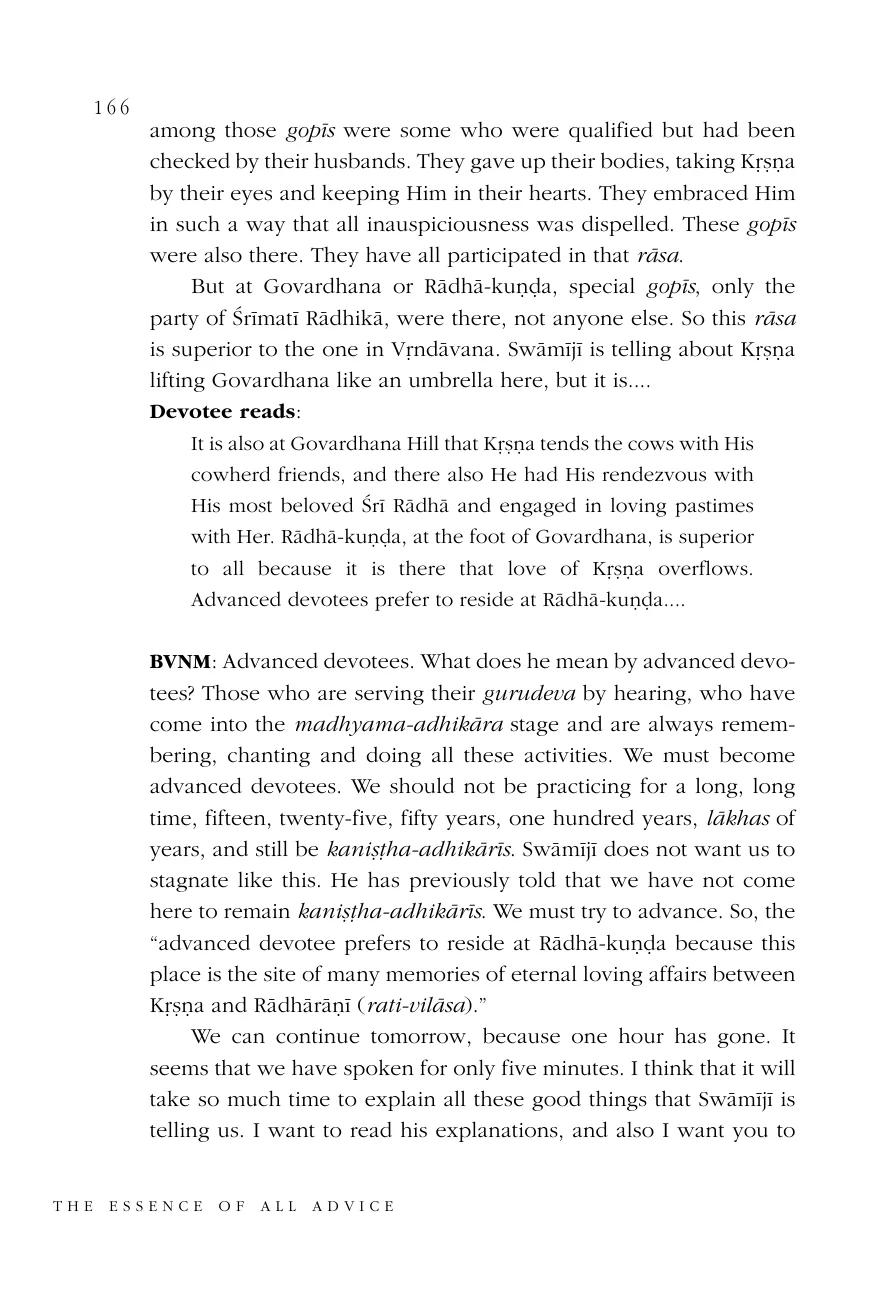 166
among those gopīs were some who were qualified but had been
checked by their husbands. They gave up their bodies, taking Kṛṣṇa
by their eyes and keeping Him in their hearts. They embraced Him
in such a way that all inauspiciousness was dispelled. These gopīs
were also there. They have all participated in that rāsa.
But at Govardhana or Rādhā-kuṇḍa, special gopīs, only the
party of Śrīmatī Rādhikā, were there, not anyone else. So this rāsa
is superior to the one in Vṛndāvana. Swāmījī is telling about Kṛṣṇa
lifting Govardhana like an umbrella here, but it is....
Devotee reads:
It is also at Govardhana Hill that Kṛṣṇa tends the cows with His
cowherd friends, and there also He had His rendezvous with
His most beloved Śrī Rādhā and engaged in loving pastimes
with Her. Rādhā-kuṇḍa, at the foot of Govardhana, is superior
to all because it is there that love of Kṛṣṇa overflows.
Advanced devotees prefer to reside at Rādhā-kuṇḍa....
BVNM: Advanced devotees. What does he mean by advanced devo-
tees? Those who are serving their gurudeva by hearing, who have
come into the madhyama-adhikāra stage and are always remem-
bering, chanting and doing all these activities. We must become
advanced devotees. We should not be practicing for a long, long
time, fifteen, twenty-five, fifty years, one hundred years, lākhas of
years, and still be kaniṣṭha-adhikārīs. Swāmījī does not want us to
stagnate like this. He has previously told that we have not come
here to remain kaniṣṭha-adhikārīs. We must try to advance. So, the
“advanced devotee prefers to reside at Rādhā-kuṇḍa because this
place is the site of many memories of eternal loving affairs between
Kṛṣṇa and Rādhārāṇī (rati-vilāsa).”
We can continue tomorrow, because one hour has gone. It
seems that we have spoken for only five minutes. I think that it will
take so much time to explain all these good things that Swāmījī is
telling us. I want to read his explanations, and also I want you to
THE ESSENCE OF ALL ADVICE